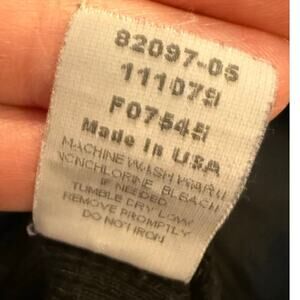 82097-05
111079
F07545
Made In USA
MACHINE WASH WARM
NONCHLORINE BLEACH
IF NEEDED
TUMBLE DRY LOW
REMOVE PROMPTLY
DO NOT IRON